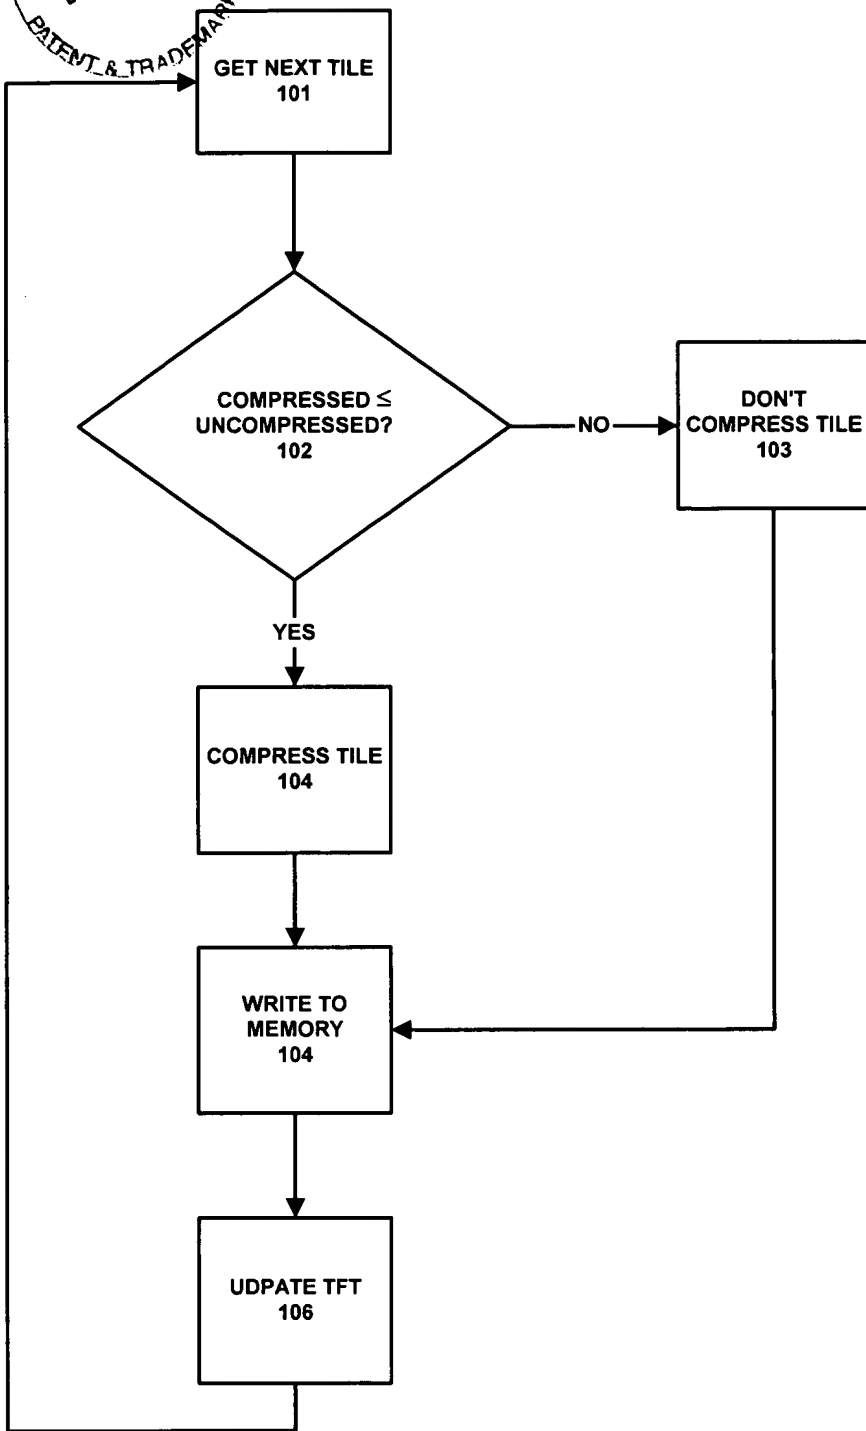 PATENT & TRADEMARK
GET NEXT TILE
101
COMPRESSED ≤
UNCOMPRESSED?
102
NO
DON'T
COMPRESS TILE
103
YES
COMPRESS TILE
104
WRITE TO
MEMORY
104
UDPATE TFT
106